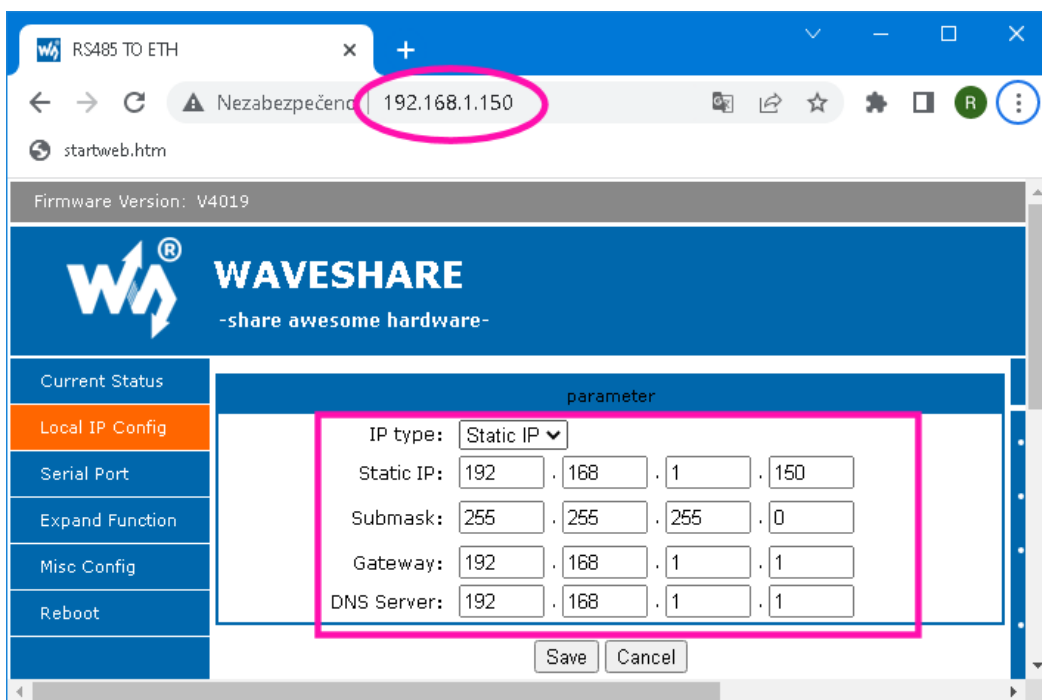 RS485 TO ETH
Nezabezpečeno 192.168.1.150
R
startweb.htm
Firmware Version: V4019
WAVESHARE
-share awesome hardware-
Current Status
Local IP Config
Serial Port
Expand Function
Misc Config
Reboot
parameter
IP type: Static IP
Static IP: 192 . 168 . 1 . 150
Submask: 255 . 255 . 255 . 0
Gateway: 192 . 168 . 1 . 1
DNS Server: 192 . 168 . 1 . 1
Save Cancel